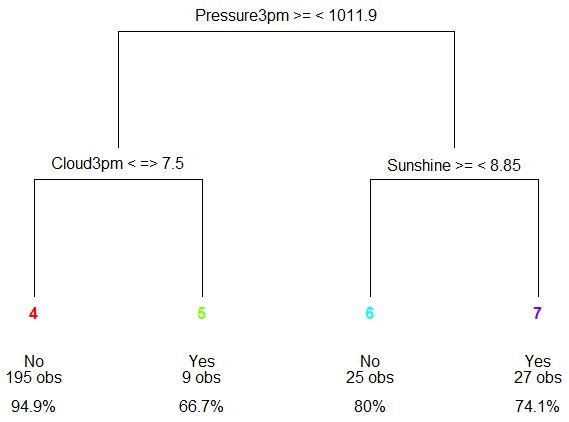 Pressure3pm >= < 1011.9
Cloud3pm < => 7.5
Sunshine >= < 8.85
4 5 6 7
No Yes No Yes
195 obs 9 obs 25 obs 27 obs
94.9% 66.7% 80% 74.1%